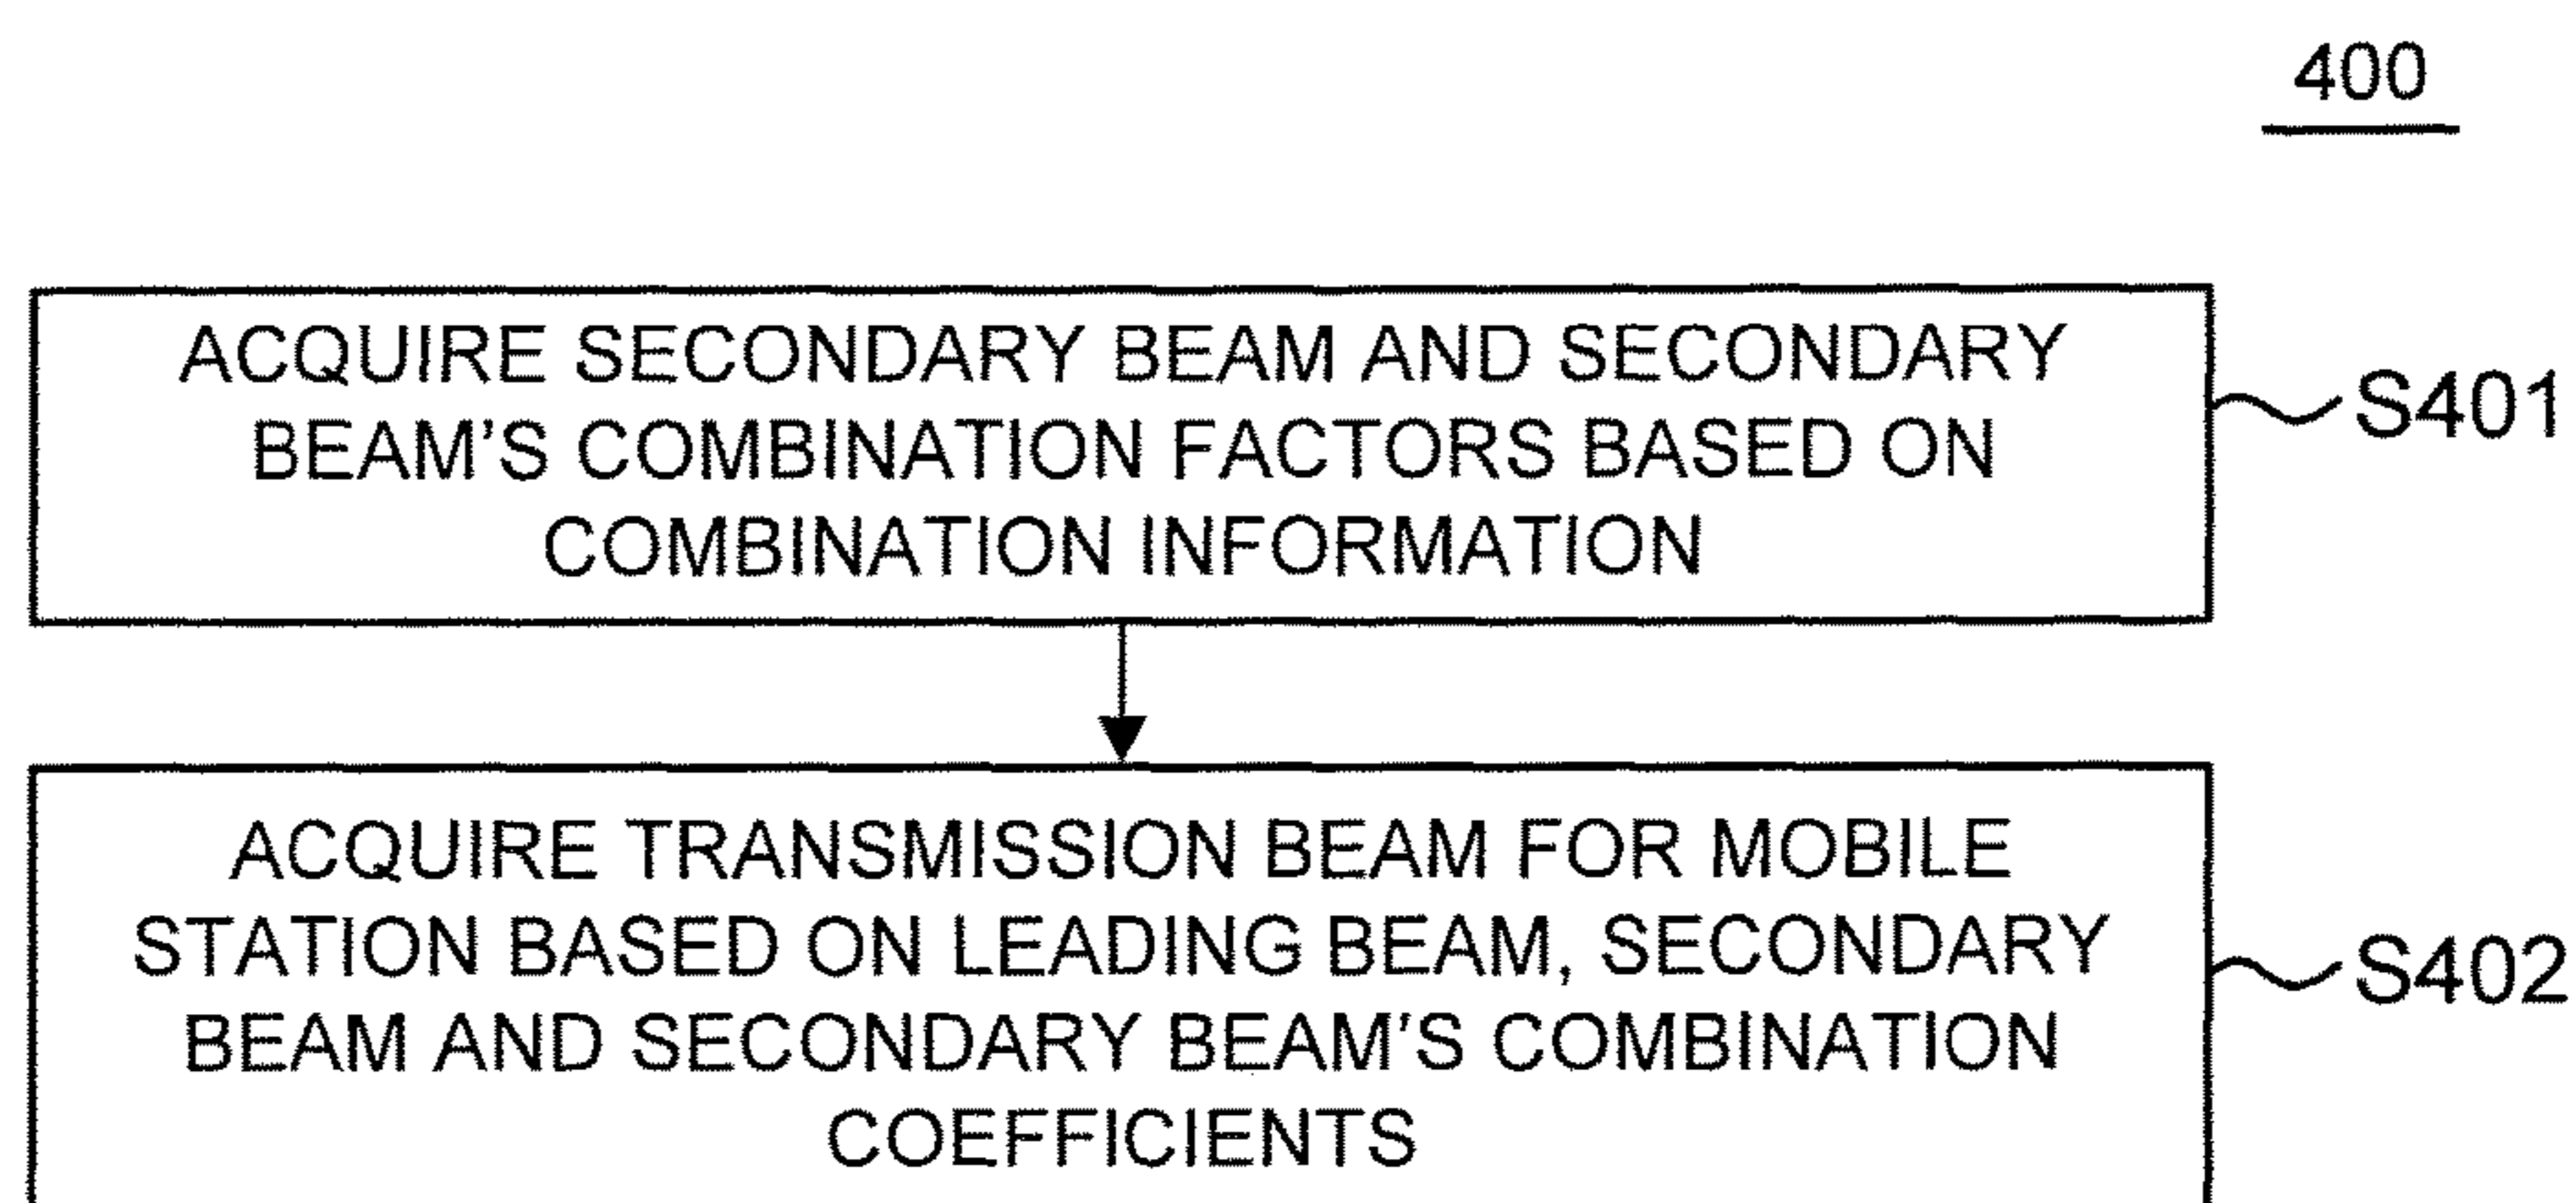 400
ACQUIRE SECONDARY BEAM AND SECONDARY
BEAM’S COMBINATION FACTORS BASED ON
COMBINATION INFORMATION
S401
ACQUIRE TRANSMISSION BEAM FOR MOBILE
STATION BASED ON LEADING BEAM, SECONDARY
BEAM AND SECONDARY BEAM’S COMBINATION
COEFFICIENTS
S402